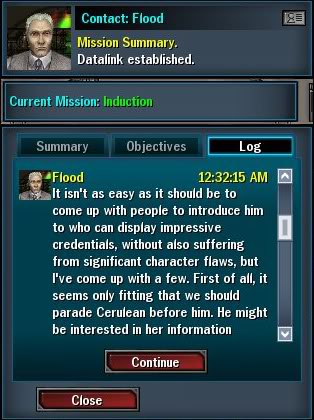 Contact: Flood
Mission Summary.
Datalink established.
Current Mission: Induction
Summary
Objectives
Log
Flood
12:32:15 AM
It isn't as easy as it should be to
come up with people to introduce him
to who can display impressive
credentials, without also suffering
from significant character flaws, but
I've come up with a few. First of all, it
seems only fitting that we should
parade Cerulean before him. He might
be interested in her information
Continue
Close